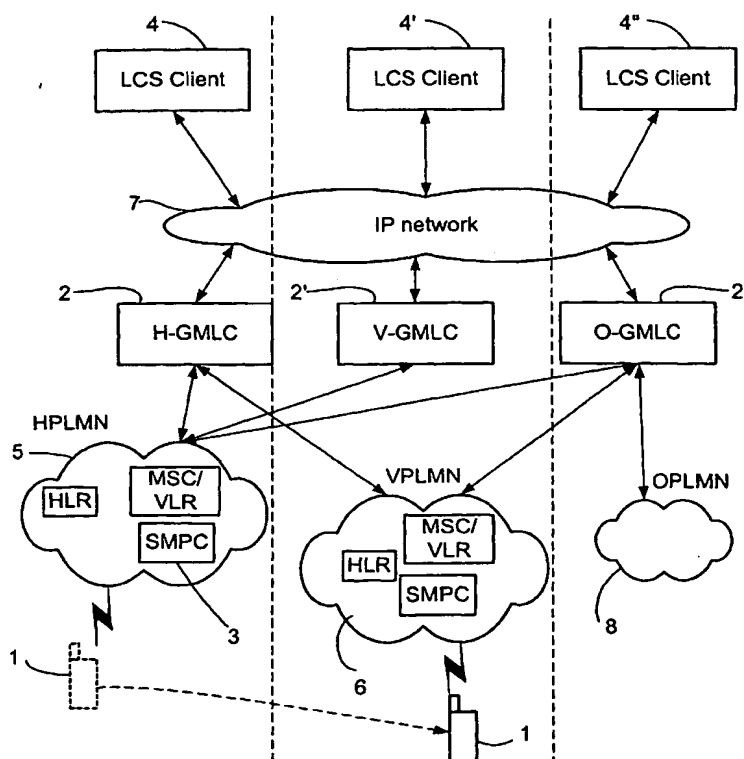 4
4'
4"
LCS Client
LCS Client
LCS Client
7
IP network
2
2'
2
H-GMLC
V-GMLC
O-GMLC
HPLMN
5
HLR
MSC/
VLR
SMPC
VPLMN
MSC/
VLR
HLR
SMPC
OPLMN
3
6
8
1
1